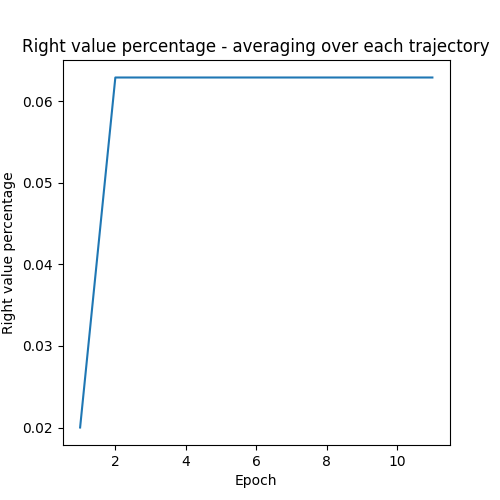 Right value percentage - averaging over each trajectory
Right value percentage
0.06
0.05
0.04
0.03
0.02
2 4 6 8 10
Epoch